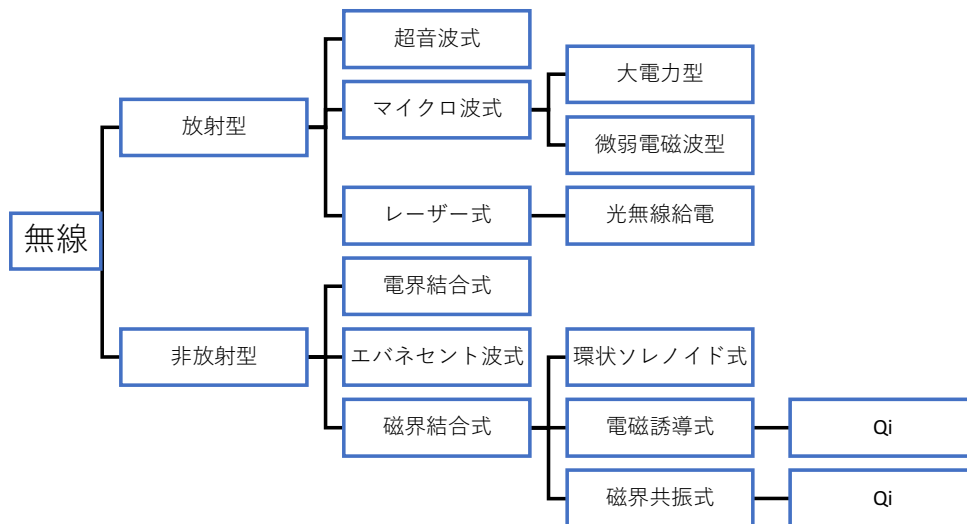 無線
放射型
超音波式
マイクロ波式
大電力型
微弱電磁波型
レーザー式
光無線給電
非放射型
電界結合式
エバネセント波式
磁界結合式
環状ソレノイド式
電磁誘導式
Qi
磁界共振式
Qi